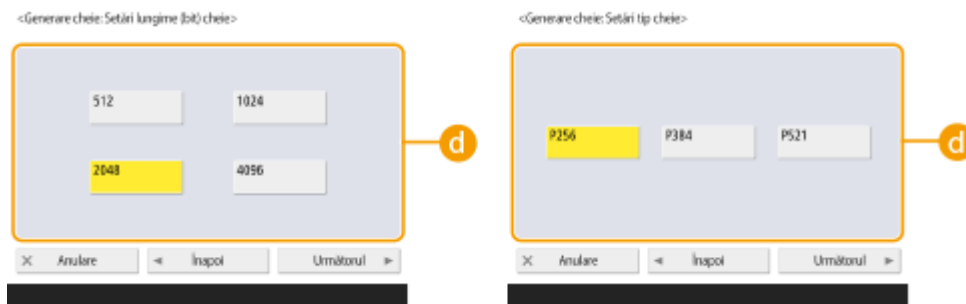 <Generare cheie: Setări lungime (bit) cheie>
512
1024
2048
4096
d
Anulare
Înapoi
Următorul
<Generare cheie: Setări tip cheie>
P256
P384
P521
d
Anulare
Înapoi
Următorul